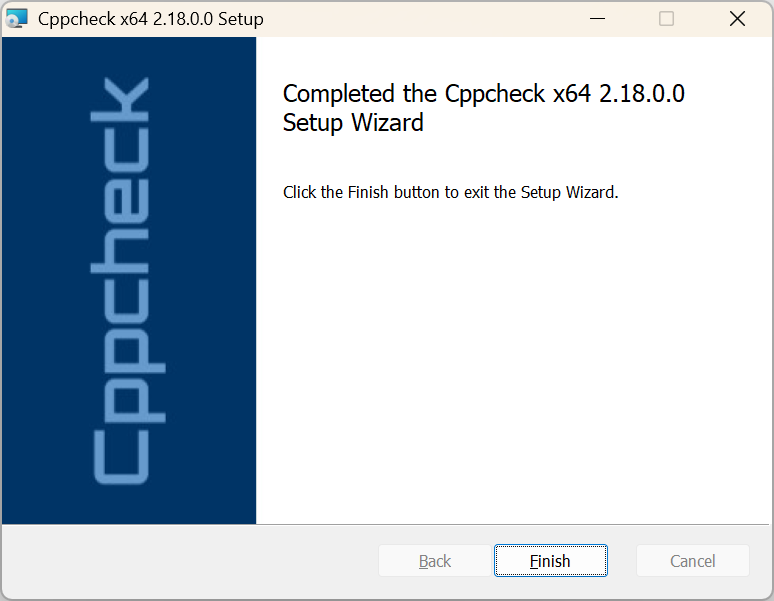 Cppcheck x64 2.18.0.0 Setup
Cppcheck
Completed the Cppcheck x64 2.18.0.0
Setup Wizard
Click the Finish button to exit the Setup Wizard.
Back
Finish
Cancel